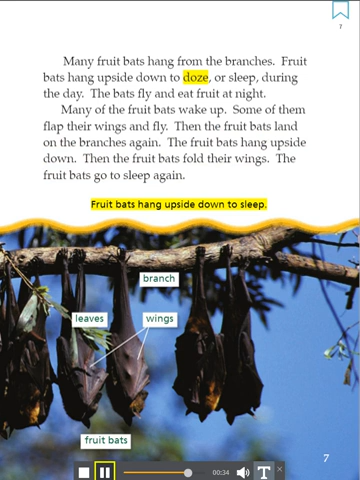 7
Many fruit bats hang from the branches. Fruit
bats hang upside down to doze, or sleep, during
the day. The bats fly and eat fruit at night.
Many of the fruit bats wake up. Some of them
flap their wings and fly. Then the fruit bats land
on the branches again. The fruit bats hang upside
down. Then the fruit bats fold their wings. The
fruit bats go to sleep again.
Fruit bats hang upside down to sleep.
branch
leaves
wings
fruit bats
7
00:34
T